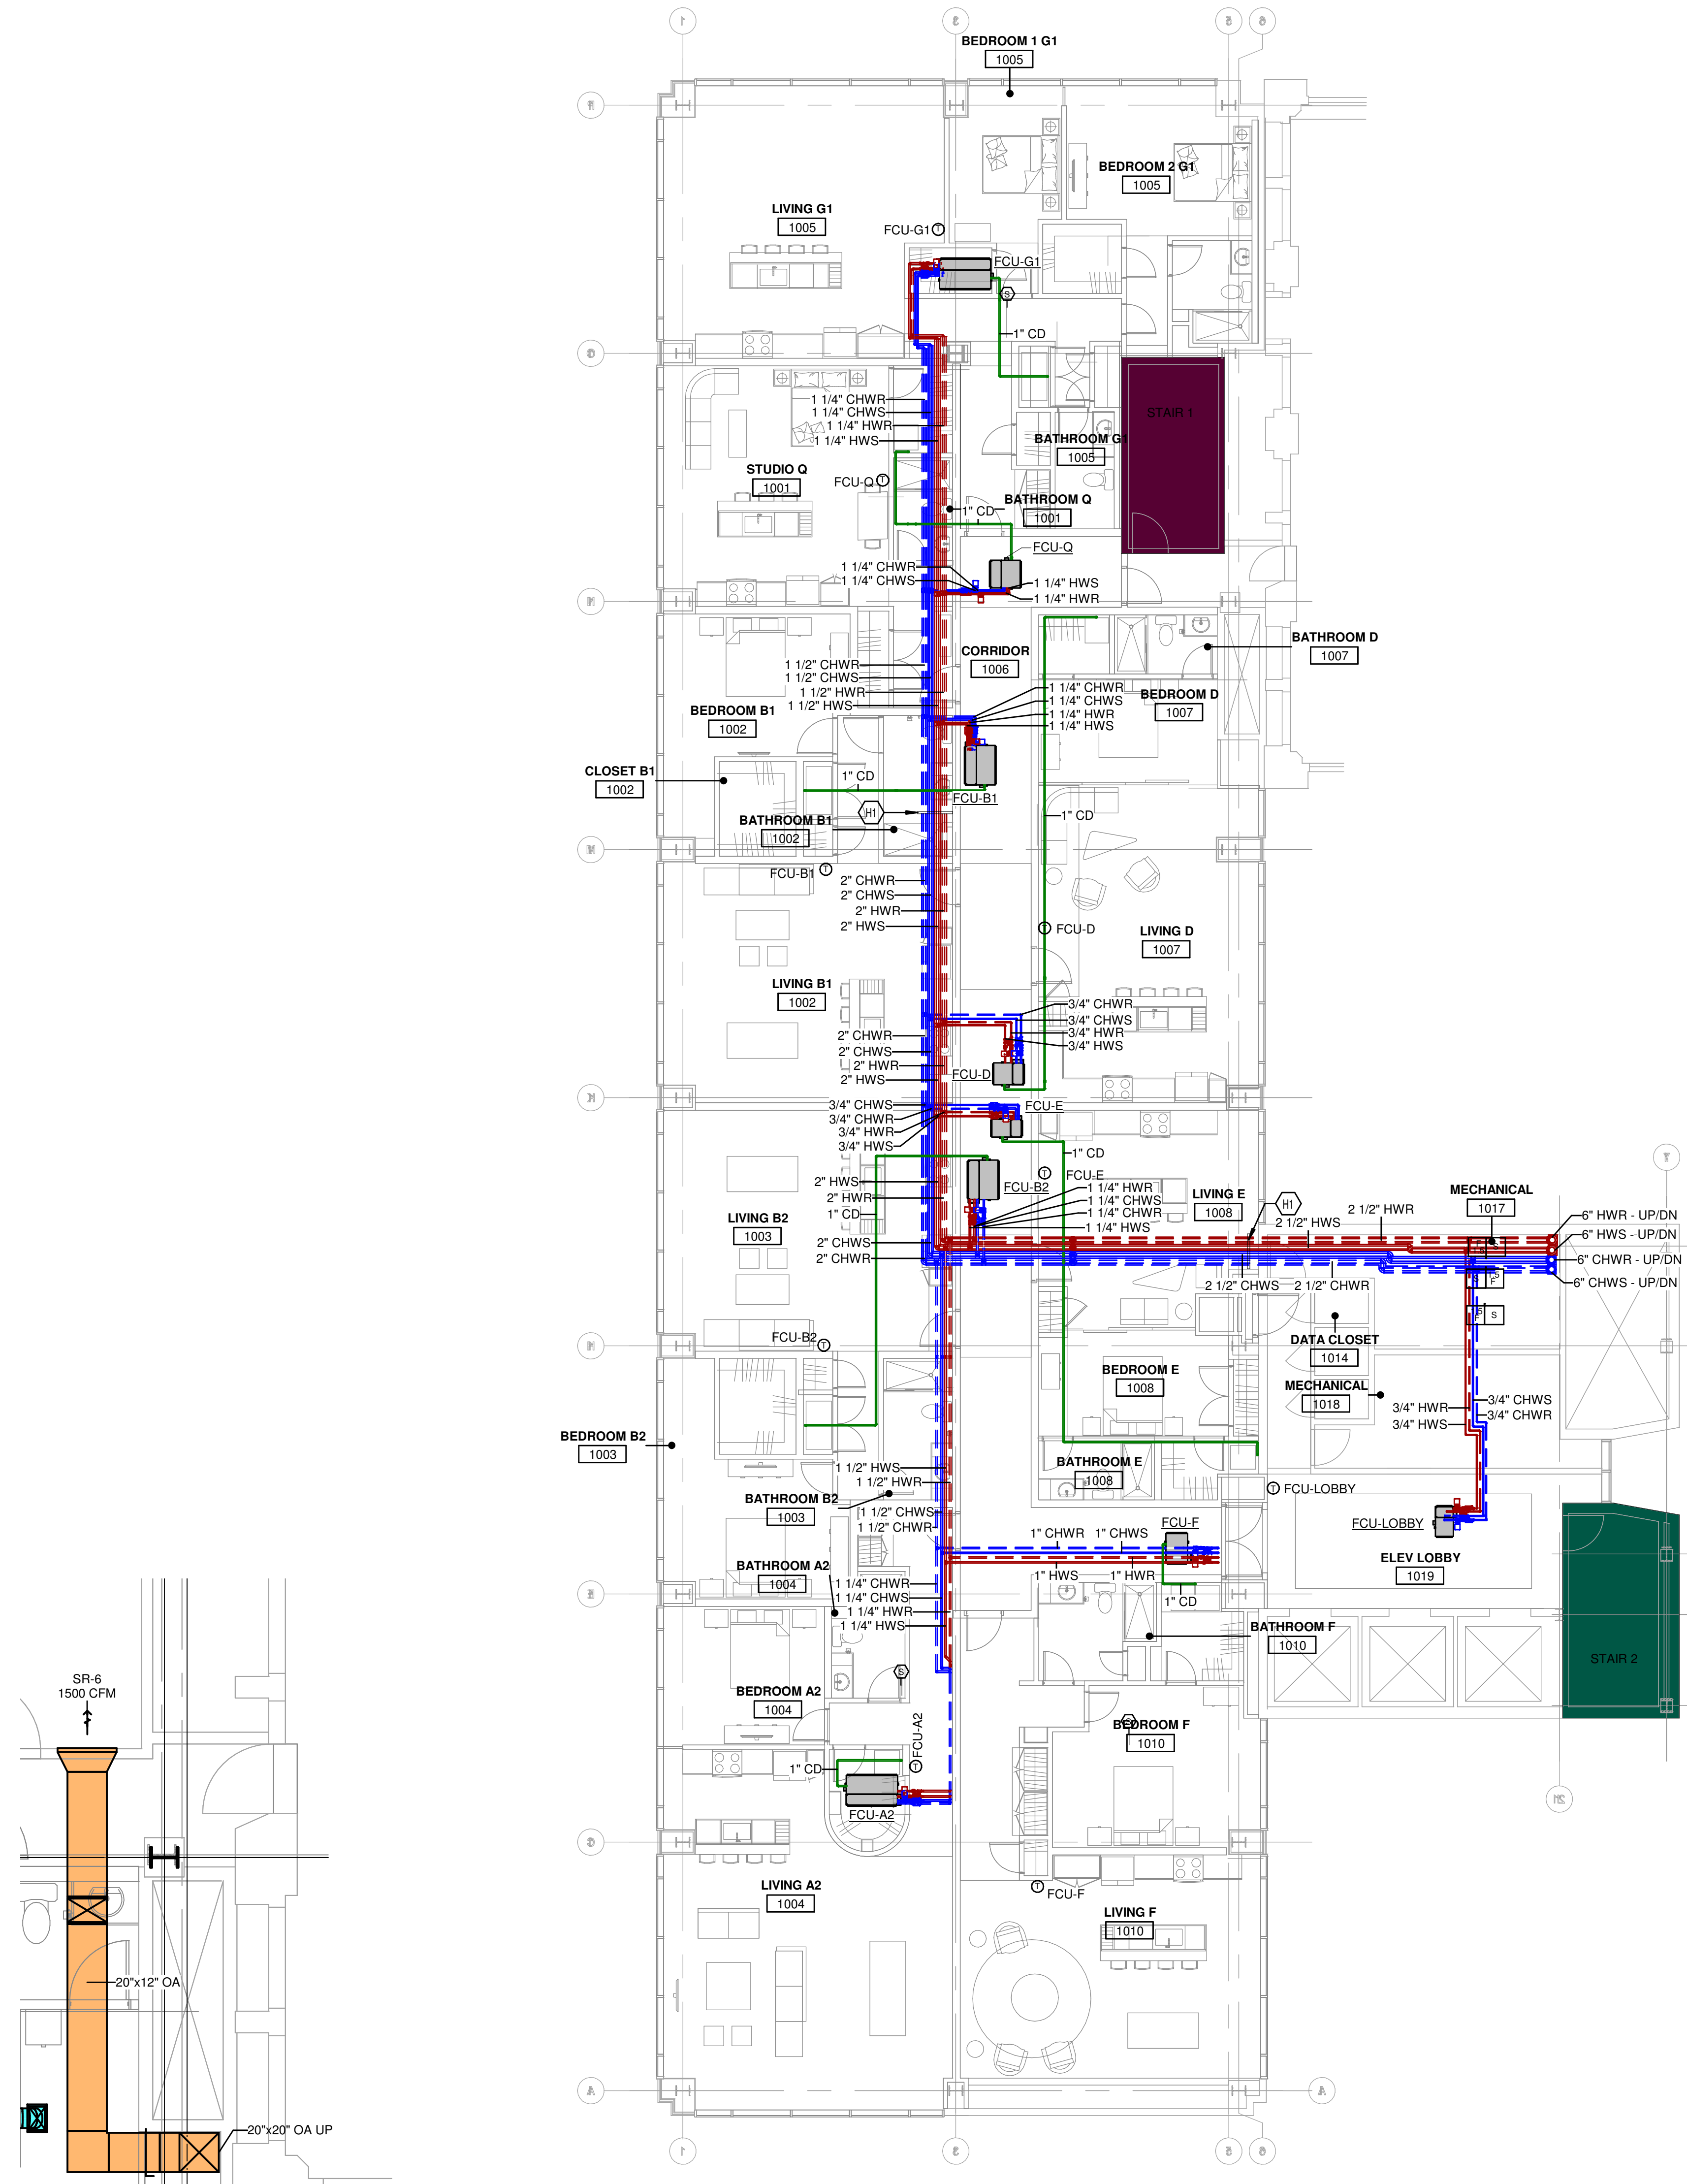 1
3
5
6
BEDROOM 1 G1
1005
P
BEDROOM 2 G1
1005
LIVING G1
1005
FCU-G1
T
FCU-G1
S
1" CD
1 1/4" CHWR
1 1/4" CHWS
1 1/4" HWR
1 1/4" HWS
STAIR 1
BATHROOM G1
1005
STUDIO Q
1001
FCU-Q
T
BATHROOM Q
1001
1" CD
FCU-Q
1 1/4" CHWR
1 1/4" CHWS
1 1/4" HWS
1 1/4" HWR
CORRIDOR
1006
BATHROOM D
1007
1 1/2" CHWR
1 1/2" CHWS
1 1/2" HWR
1 1/2" HWS
1 1/4" CHWR
1 1/4" CHWS
1 1/4" HWR
1 1/4" HWS
BEDROOM D
1007
BEDROOM B1
1002
CLOSET B1
1002
1" CD
FCU-B1
H1
BATHROOM B1
1002
1" CD
M
FCU-B1
T
2" CHWR
2" CHWS
2" HWR
2" HWS
T
FCU-D
LIVING D
1007
LIVING B1
1002
3/4" CHWR
3/4" CHWS
3/4" HWR
3/4" HWS
2" CHWR
2" CHWS
2" HWR
2" HWS
FCU-D
K
3/4" CHWS
3/4" CHWR
3/4" HWR
3/4" HWS
FCU-E
1" CD
T
FCU-E
FCU-B2
2" HWS
2" HWR
1" CD
1 1/4" HWR
1 1/4" CHWS
1 1/4" CHWR
1 1/4" HWS
LIVING E
1008
H1
MECHANICAL
1017
7
2 1/2" HWS
2 1/2" HWR
6" HWR - UP/DN
6" HWS - UP/DN
6" CHWR - UP/DN
6" CHWS - UP/DN
LIVING B2
1003
2" CHWS
2" CHWR
2 1/2" CHWS
2 1/2" CHWR
FCU-B2
T
DATA CLOSET
1014
BEDROOM E
1008
MECHANICAL
1018
3/4" HWR
3/4" HWS
3/4" CHWS
3/4" CHWR
BEDROOM B2
1003
1 1/2" HWS
1 1/2" HWR
BATHROOM E
1008
BATHROOM B2
1003
1 1/2" CHWS
1 1/2" CHWR
T
FCU-LOBBY
FCU-LOBBY
1" CHWR
1" CHWS
FCU-F
ELEV LOBBY
1019
1" HWS
1" HWR
1" CD
BATHROOM A2
1004
1 1/4" CHWR
1 1/4" CHWS
1 1/4" HWR
1 1/4" HWS
E
BATHROOM F
1010
STAIR 2
S
BEDROOM A2
1004
BEDROOM F
1010
S
FCU-A2
T
1" CD
FCU-A2
12
LIVING A2
1004
T
FCU-F
LIVING F
1010
A
A
1
3
5
6
SR-6
1500 CFM
20"x12" OA
20"x20" OA UP